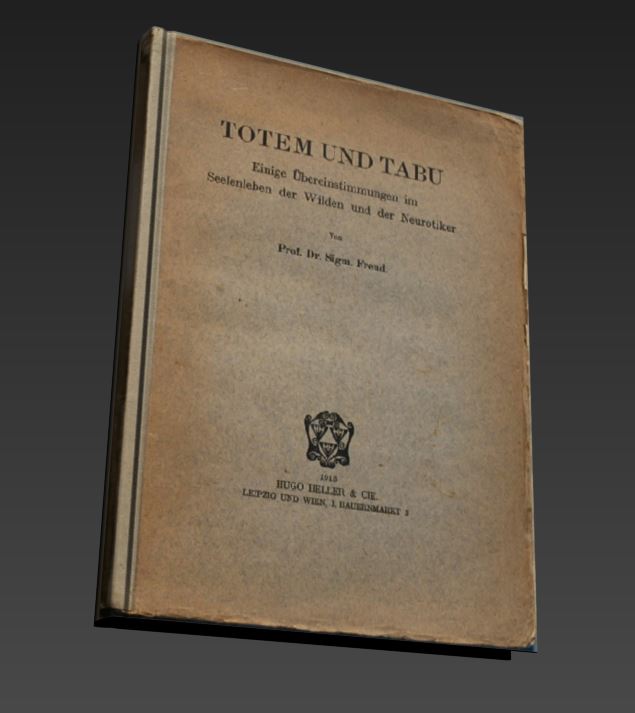 TOTEM UND TABU
Einige Übereinstimmungen im
Seelenleben der Wilden und der Neurotiker
Von
Prof. Dr. Sigm. Freud.
1913
HUGO HELLER & CIE.
LEIPZIG UND WIEN, I. BAUERNMARKT 3